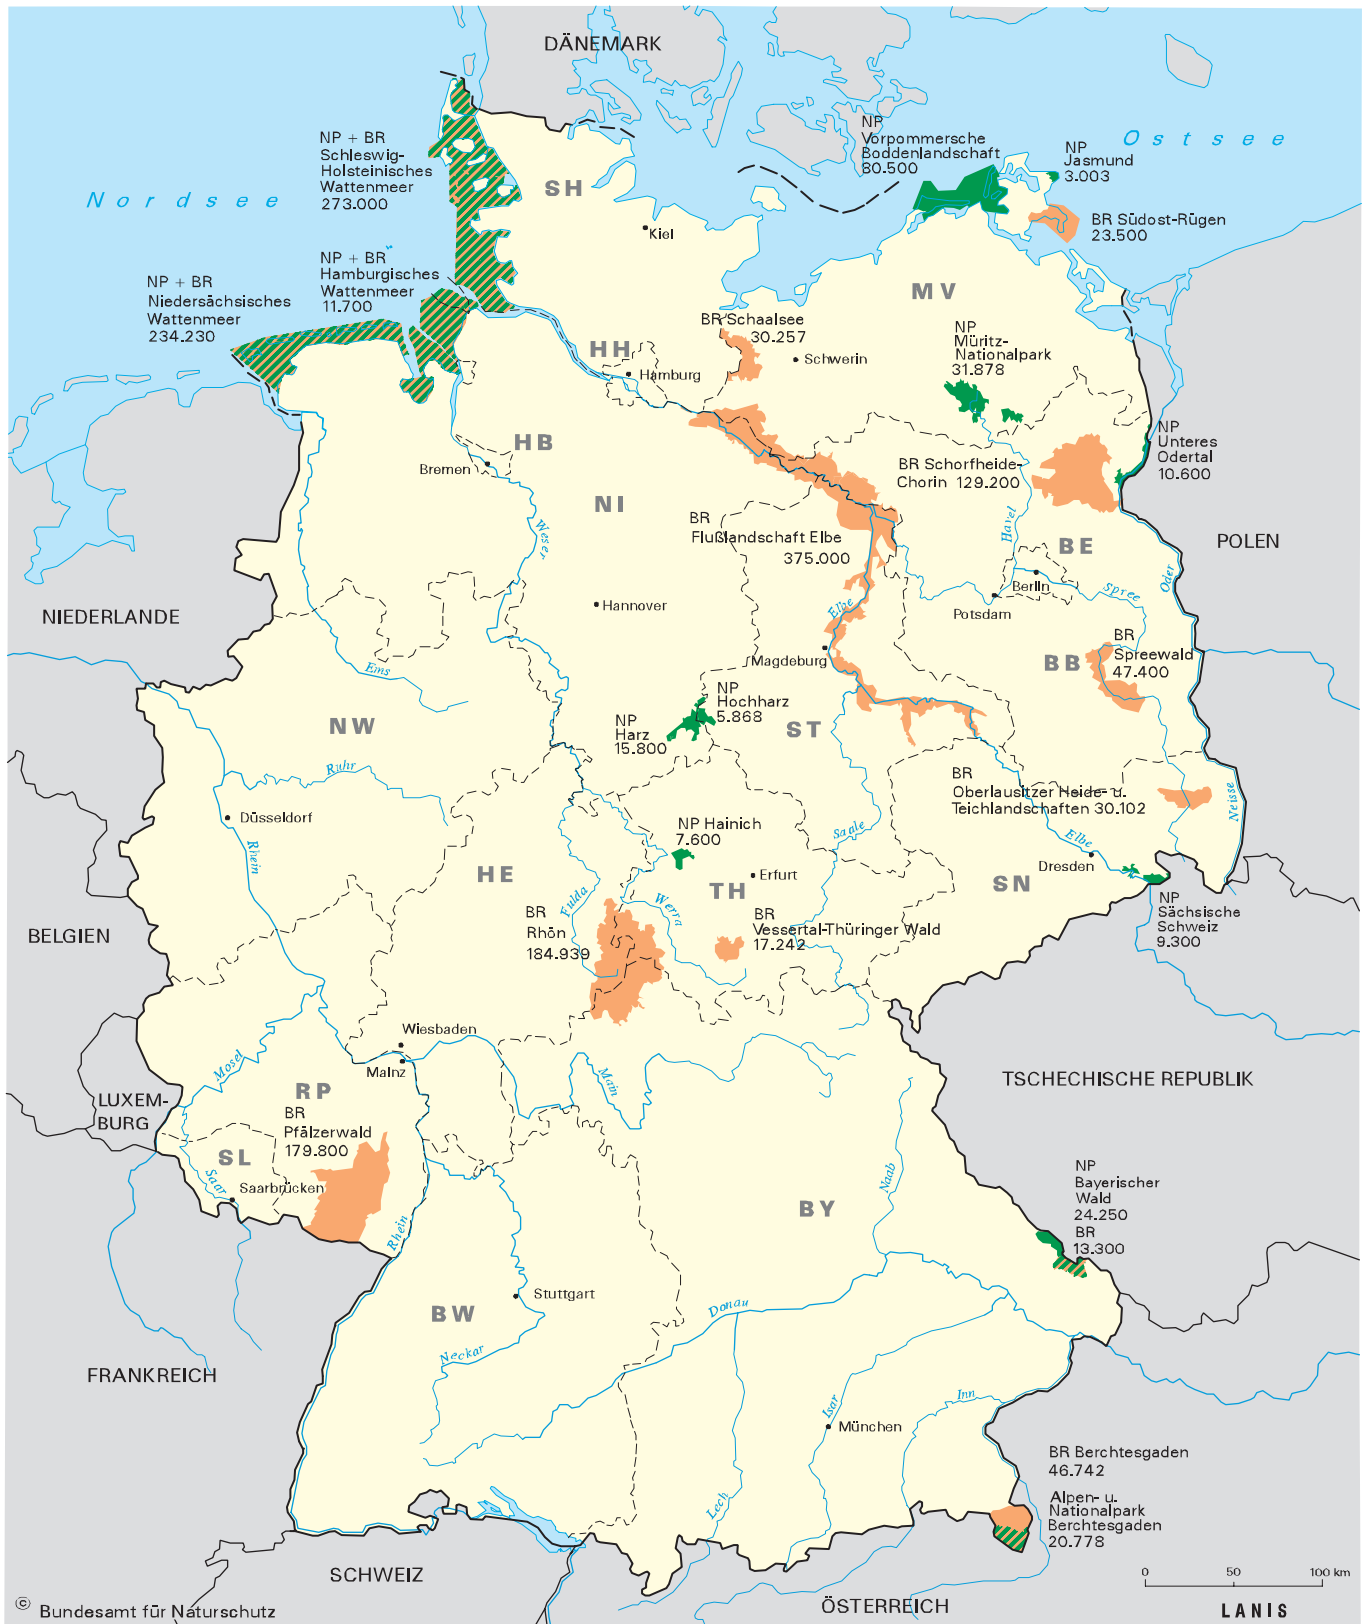 DÄNEMARK
Nordsee
Ostsee
NP + BR
Schleswig-
Holsteinisches
Wattenmeer
273.000
NP + BR
Hamburgisches
Wattenmeer
11.700
NP + BR
Niedersächsisches
Wattenmeer
234.230
NP
Vorpommersche
Boddenlandschaft
80.500
NP
Jasmund
3.003
BR Südost-Rügen
23.500
SH
Kiel
MV
BR Schaalsee
30.257
Schwerin
NP
Müritz-
Nationalpark
31.878
HH
Hamburg
HB
Bremen
NI
Weser
NP
Unteres
Odertal
10.600
BR Schorfheide-
Chorin 129.200
BR
Flußlandschaft Elbe
375.000
Havel
BE
Berlin
Potsdam
Spree
Oder
POLEN
NIEDERLANDE
Hannover
Elbe
Magdeburg
BB
BR
Spreewald
47.400
Ems
NW
NP
Hochharz
5.868
NP
Harz
15.800
ST
Ruhr
Düsseldorf
Rhein
BR
Oberlausitzer Heide- u.
Teichlandschaften 30.102
Neisse
NP Hainich
7.600
Saale
Elbe
Dresden
HE
TH
Erfurt
SN
Fulda
Werra
BR
Rhön
184.939
BR
Vessertal-Thüringer Wald
17.242
NP
Sächsische
Schweiz
9.300
BELGIEN
Wiesbaden
Mainz
Mosel
Main
RP
LUXEM-
BURG
TSCHECHISCHE REPUBLIK
BR
Pfälzerwald
179.800
SL
Saar
Saarbrücken
Naab
BY
NP
Bayerischer
Wald
24.250
BR
13.300
Rhein
BW
Stuttgart
Donau
Neckar
FRANKREICH
Isar
München
Inn
Lech
BR Berchtesgaden
46.742
Alpen- u.
Nationalpark
Berchtesgaden
20.778
SCHWEIZ
ÖSTERREICH
0 50 100 km
LANIS
© Bundesamt für Naturschutz